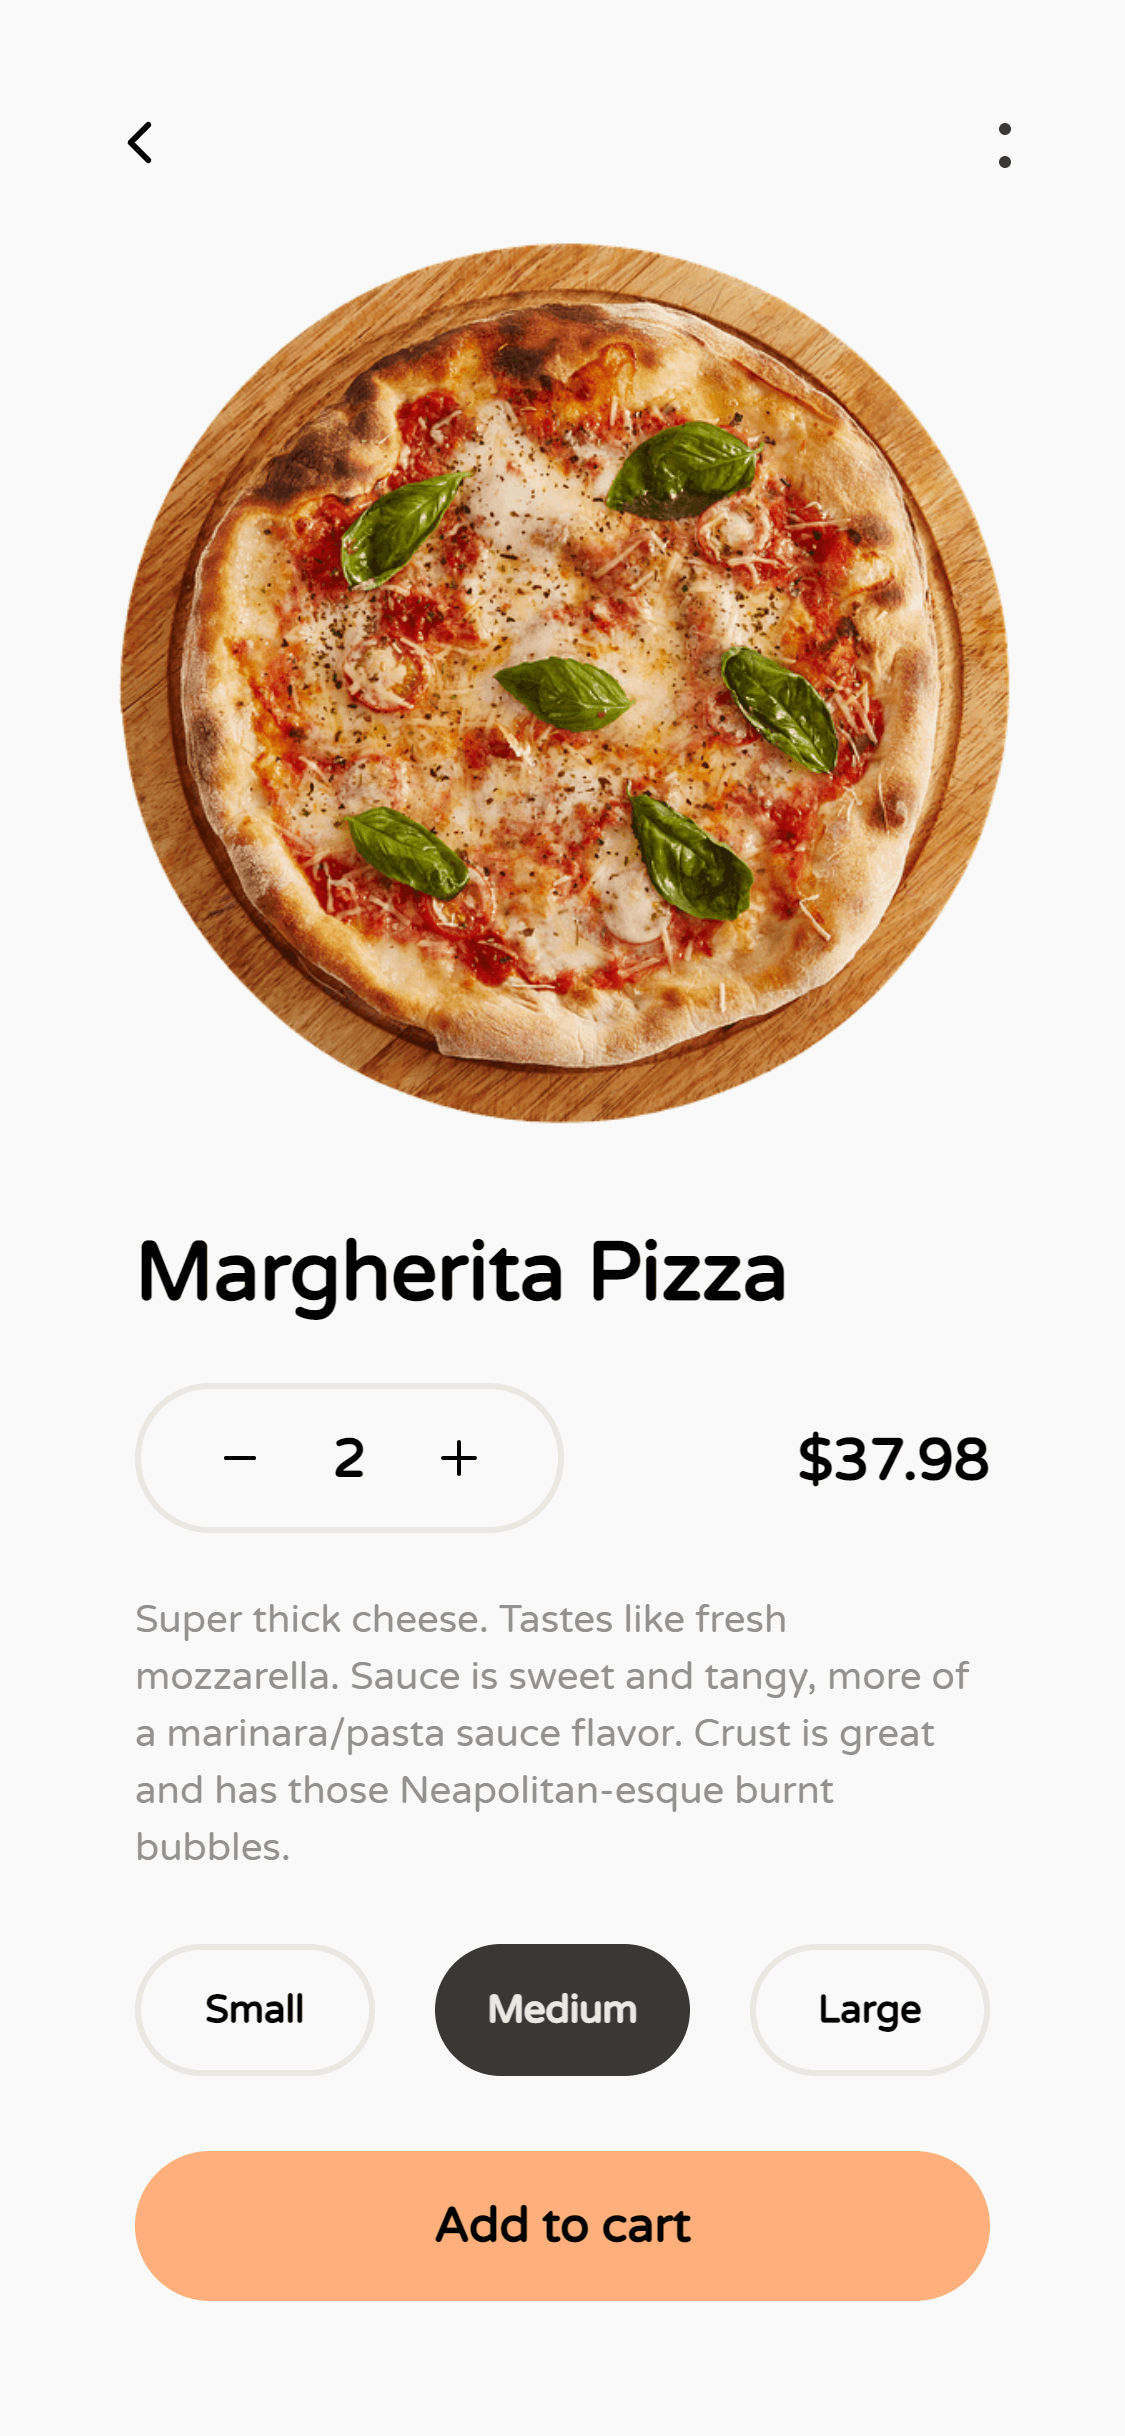 Margherita Pizza
− 2 + $37.98
Super thick cheese. Tastes like fresh
mozzarella. Sauce is sweet and tangy, more of
a marinara/pasta sauce flavor. Crust is great
and has those Neapolitan-esque burnt
bubbles.
Small Medium Large
Add to cart